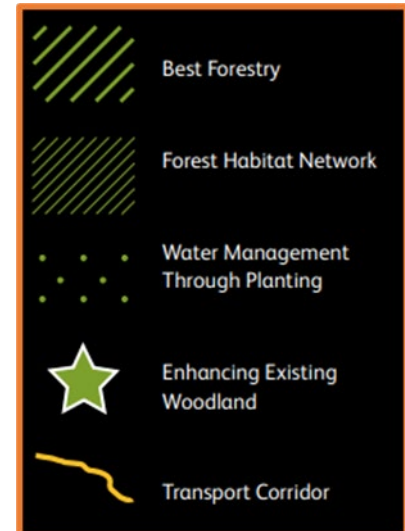 Best Forestry
Forest Habitat Network
Water Management
Through Planting
Enhancing Existing
Woodland
Transport Corridor